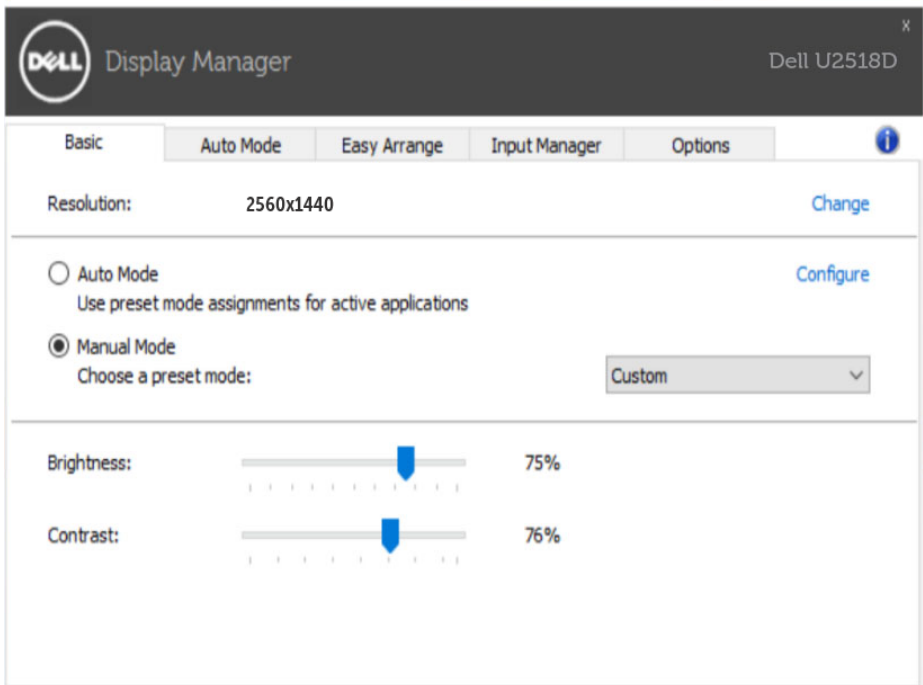 X
DELL Display Manager Dell U2518D
Basic Auto Mode Easy Arrange Input Manager Options i
Resolution: 2560x1440 Change
Auto Mode Configure
Use preset mode assignments for active applications
Manual Mode
Choose a preset mode: Custom
Brightness: 75%
Contrast: 76%